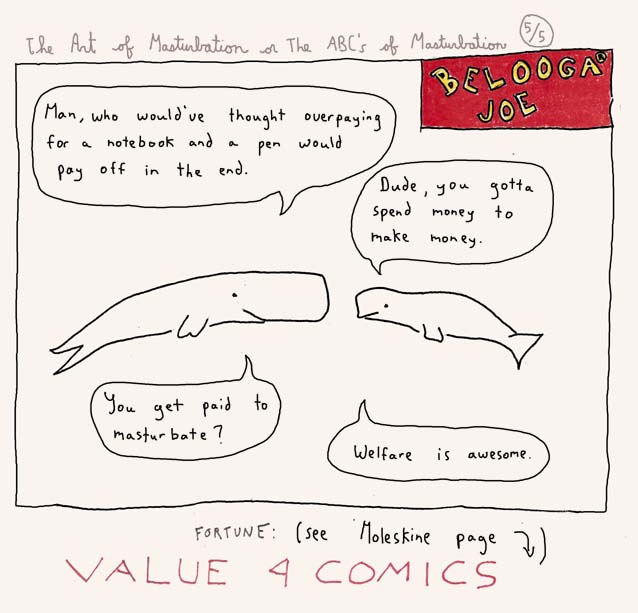 The Art of Masturbation or The ABC's of Masturbation 5/5
BELOOGA
JOE
Man, who would've thought overpaying
for a notebook and a pen would
pay off in the end.
Dude, you gotta
spend money to
make money.
You get paid to
masturbate?
Welfare is awesome.
FORTUNE: (see Moleskine page ⤵)
VALUE 4 COMICS